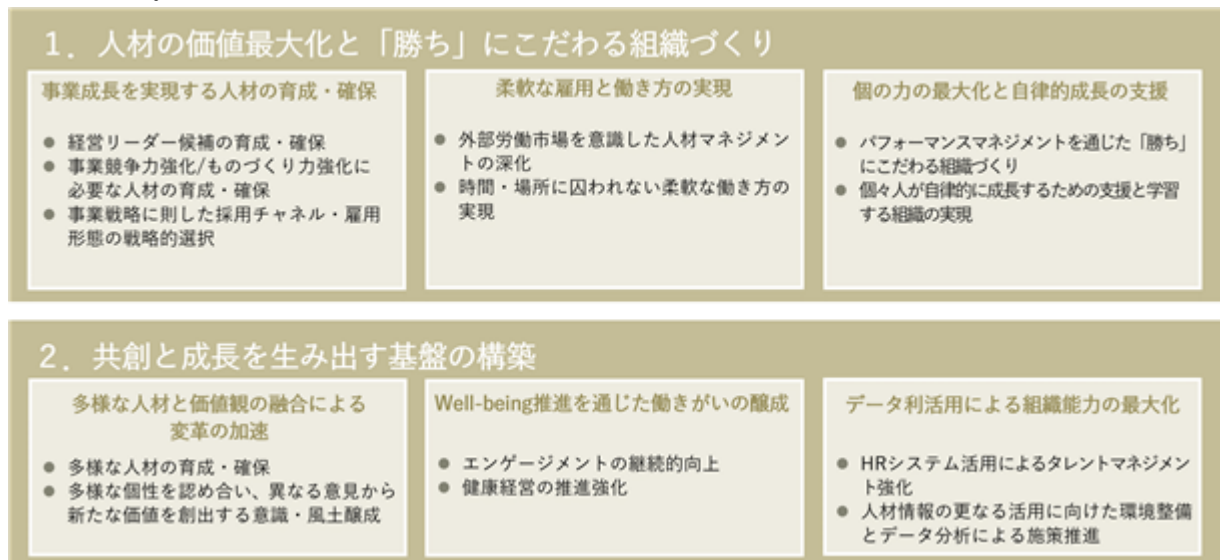 1．人材の価値最大化と「勝ち」にこだわる組織づくり
事業成長を実現する人材の育成・確保
● 経営リーダー候補の育成・確保
● 事業競争力強化/ものづくり力強化に
必要な人材の育成・確保
● 事業戦略に則した採用チャネル・雇用
形態の戦略的選択
柔軟な雇用と働き方の実現
● 外部労働市場を意識した人材マネジメン
トの深化
● 時間・場所に囚われない柔軟な働き方の
実現
個の力の最大化と自律的成長の支援
● パフォーマンスマネジメントを通じた「勝ち」
にこだわる組織づくり
● 個々人が自律的に成長するための支援と学習
する組織の実現
2．共創と成長を生み出す基盤の構築
多様な人材と価値観の融合による
変革の加速
● 多様な人材の育成・確保
● 多様な個性を認め合い、異なる意見から
新たな価値を創出する意識・風土醸成
Well-being推進を通じた働きがいの醸成
● エンゲージメントの継続的向上
● 健康経営の推進強化
データ利活用による組織能力の最大化
● HRシステム活用によるタレントマネジメン
ト強化
● 人材情報の更なる活用に向けた環境整備
とデータ分析による施策推進